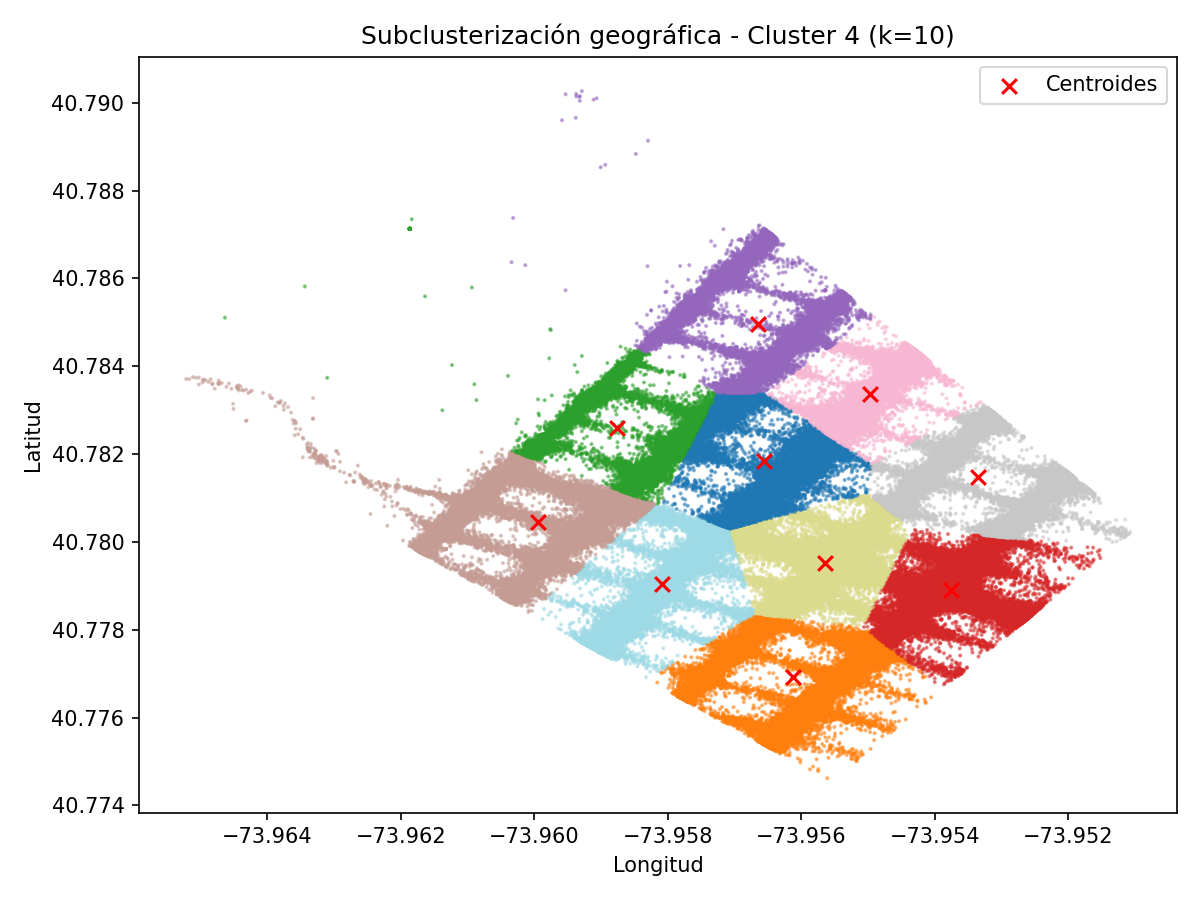 Subclusterización geográfica - Cluster 4 (k=10)
Centroides
40.790
40.788
40.786
40.784
40.782
40.780
40.778
40.776
40.774
Latitud
−73.964 −73.962 −73.960 −73.958 −73.956 −73.954 −73.952
Longitud